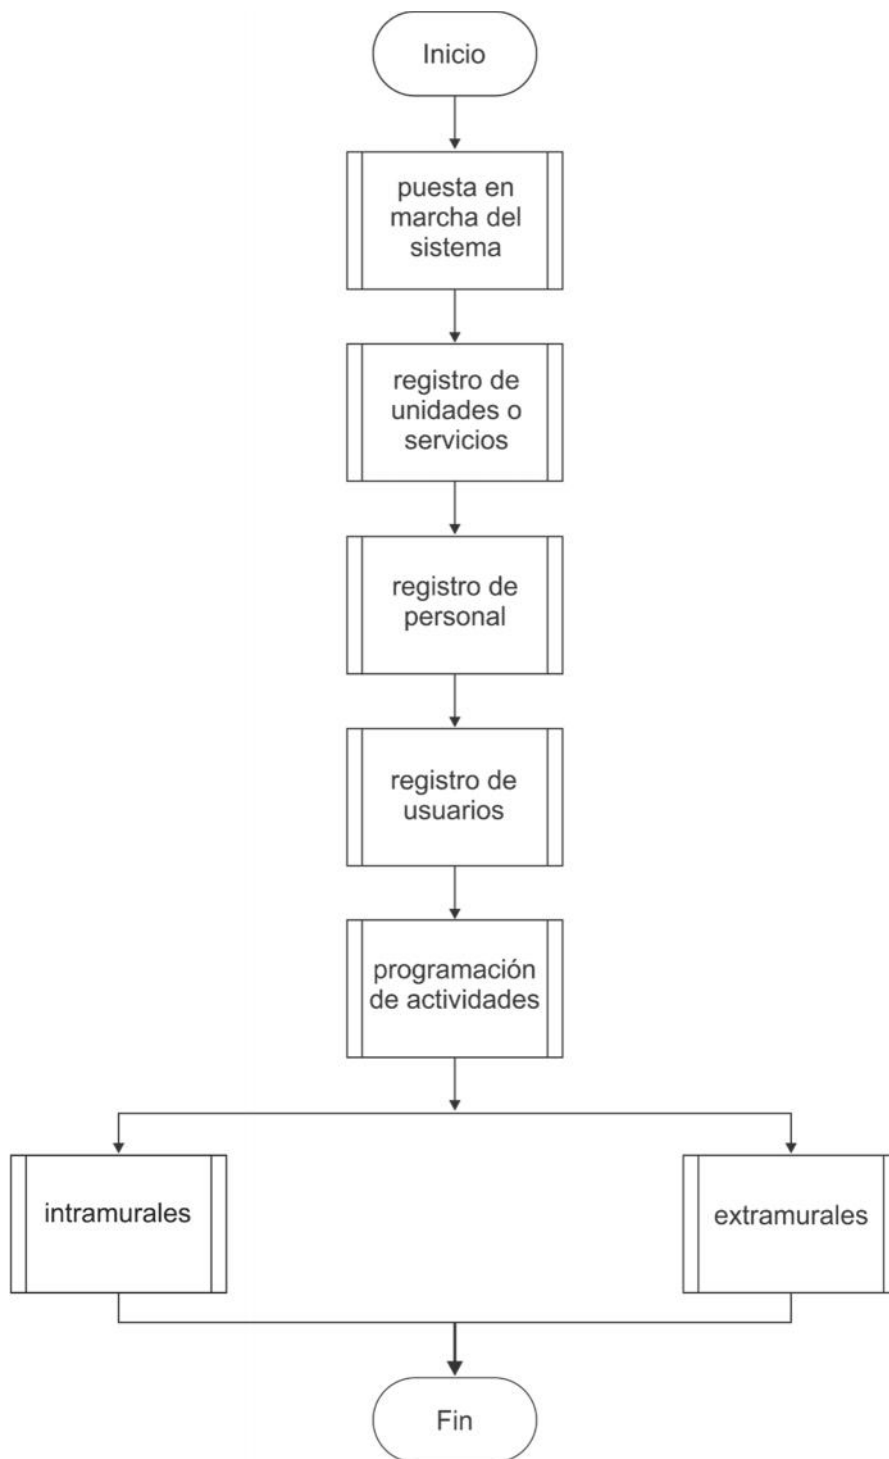 Inicio
puesta en
marcha del
sistema
registro de
unidades o
servicios
registro de
personal
registro de
usuarios
programación
de actividades
intramurales
extramurales
Fin